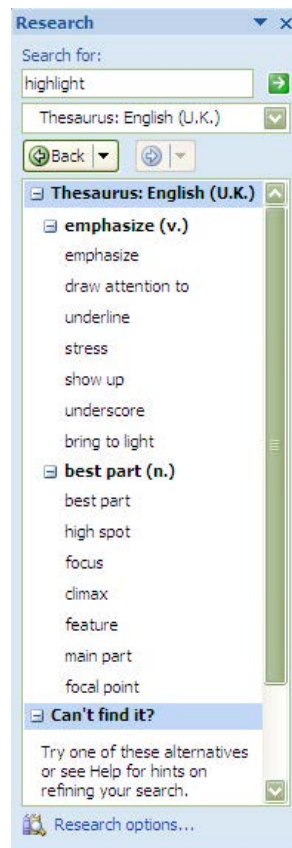 Research
Search for:
highlight
Thesaurus: English (U.K.)
Back
Thesaurus: English (U.K.)
emphasize (v.)
emphasize
draw attention to
underline
stress
show up
underscore
bring to light
best part (n.)
best part
high spot
focus
climax
feature
main part
focal point
Can't find it?
Try one of these alternatives
or see Help for hints on
refining your search.
Research options...